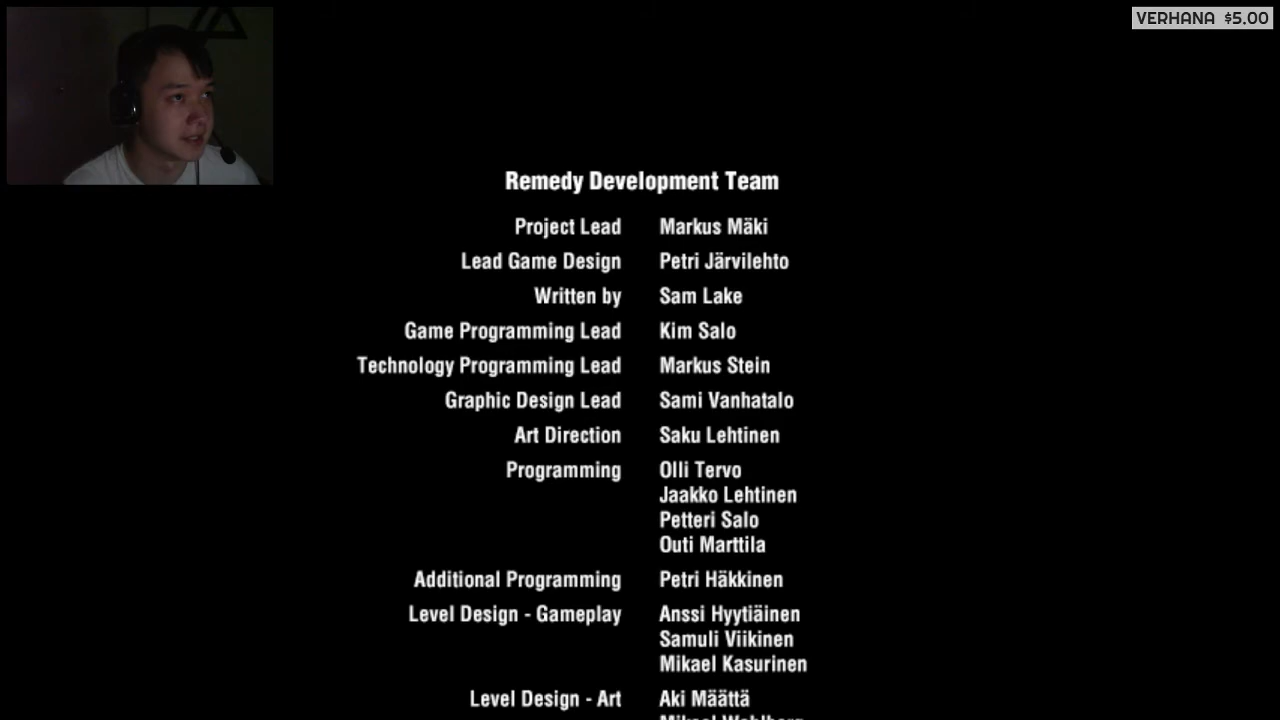 VERHANA $5.00
Remedy Development Team
Project Lead Markus Mäki
Lead Game Design Petri Järvilehto
Written by Sam Lake
Game Programming Lead Kim Salo
Technology Programming Lead Markus Stein
Graphic Design Lead Sami Vanhatalo
Art Direction Saku Lehtinen
Programming Olli Tervo
Jaakko Lehtinen
Petteri Salo
Outi Marttila
Additional Programming Petri Häkkinen
Level Design - Gameplay Anssi Hyytiäinen
Samuli Viikinen
Mikael Kasurinen
Level Design - Art Aki Määttä